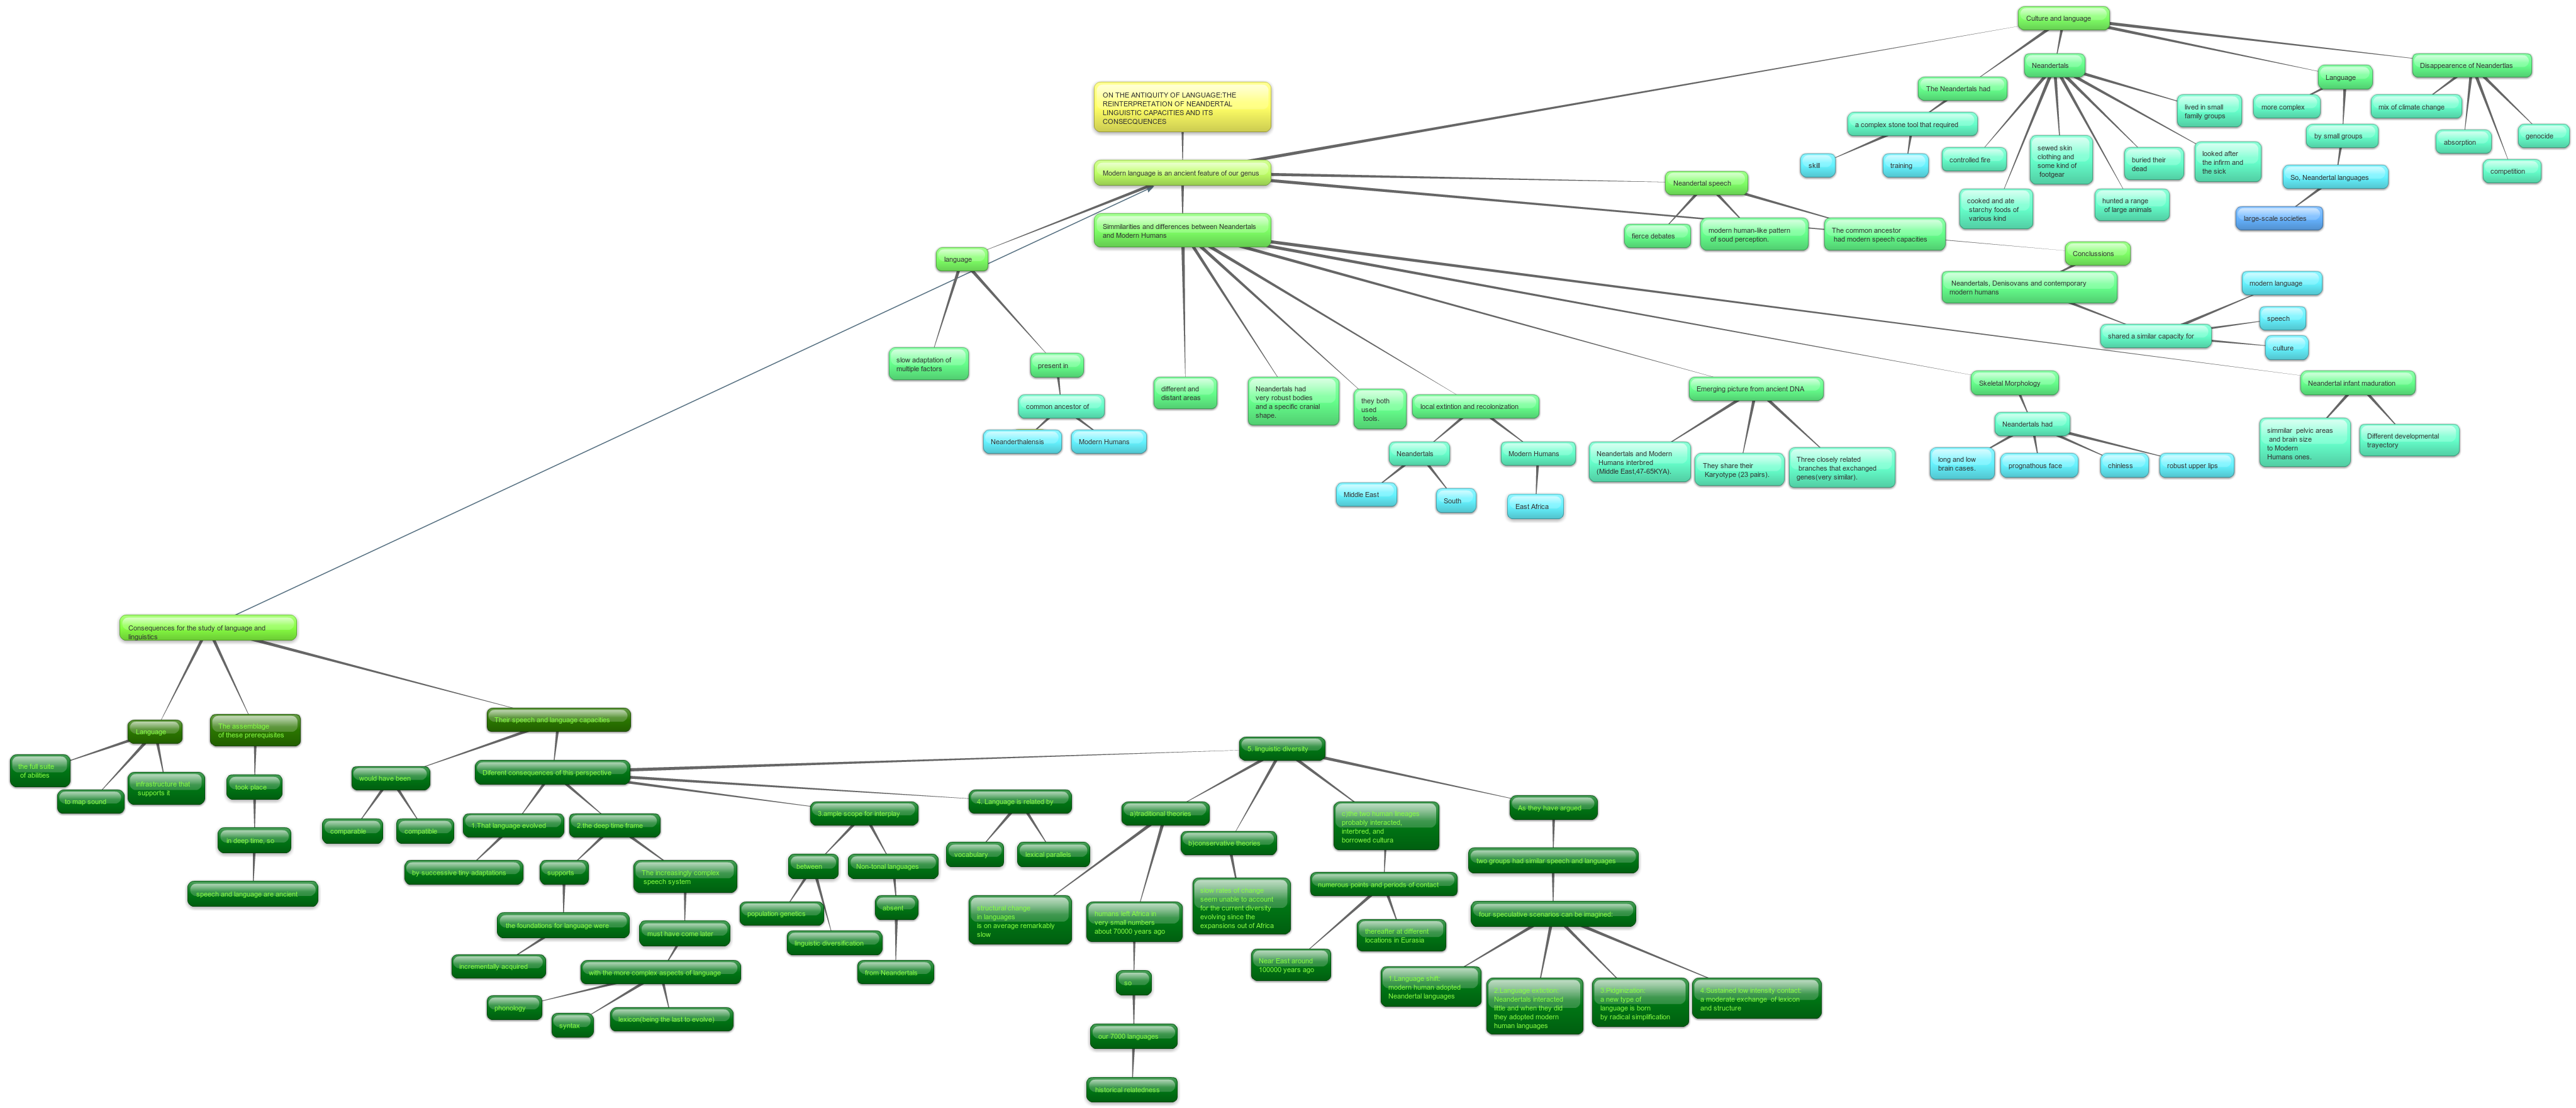 Culture and language
Neandertals
Disappearence of Neandertlas
Language
The Neandertals had
lived in small
family groups
more complex
mix of climate change
a complex stone tool that required
by small groups
genocide
absorption
skill
training
controlled fire
sewed skin
clothing and
some kind of
footgear
buried their
dead
looked after
the infirm and
the sick
So, Neandertal languages
competition
cooked and ate
starchy foods of
various kind
hunted a range
of large animals
large-scale societies
ON THE ANTIQUITY OF LANGUAGE:THE
REINTERPRETATION OF NEANDERTAL
LINGUISTIC CAPACITIES AND ITS
CONSECQUENCES
Modern language is an ancient feature of our genus
Neandertal speech
fierce debates
modern human-like pattern
of soud perception.
The common ancestor
had modern speech capacities
Conclussions
Neandertals, Denisovans and contemporary
modern humans
shared a similar capacity for
modern language
speech
culture
Simmilarities and differences between Neandertals
and Modern Humans
language
slow adaptation of
multiple factors
present in
common ancestor of
Neanderthalensis
Modern Humans
different and
distant areas
Neandertals had
very robust bodies
and a specific cranial
shape.
they both
used
tools.
local extintion and recolonization
Neandertals
Modern Humans
Middle East
South
East Africa
Emerging picture from ancient DNA
Neandertals and Modern
Humans interbred
(Middle East,47-65KYA).
They share their
Karyotype (23 pairs).
Three closely related
branches that exchanged
genes(very similar).
Skeletal Morphology
Neandertals had
long and low
brain cases.
prognathous face
chinless
robust upper lips
Neandertal infant maduration
simmilar pelvic areas
and brain size
to Modern
Humans ones.
Different developmental
trayectory
Consequences for the study of language and
linguistics
Language
the full suite
of abilities
to map sound
infrastructure that
supports it
The assemblage
of these prerequisites
took place
in deep time, so
speech and language are ancient
Their speech and language capacities
would have been
comparable
compatible
Diferent consequences of this perspective
1.That language evolved
by successive tiny adaptations
2.the deep time frame
supports
the foundations for language were
incrementally acquired
The increasingly complex
speech system
must have come later
with the more complex aspects of language
phonology
syntax
lexicon(being the last to evolve)
3.ample scope for interplay
between
population genetics
linguistic diversification
Non-tonal languages
absent
from Neandertals
4. Language is related by
vocabulary
lexical parallels
5. linguistic diversity
a)traditional theories
structural change
in languages
is on average remarkably
slow
humans left Africa in
very small numbers
about 70000 years ago
so
our 7000 languages
historical relatedness
b)conservative theories
slow rates of change
seem unable to account
for the current diversity
evolving since the
expansions out of Africa
c)the two human lineages
probably interacted,
interbred, and
borrowed cultura
numerous points and periods of contact
Near East around
100000 years ago
thereafter at different
locations in Eurasia
As they have argued
two groups had similar speech and languages
four speculative scenarios can be imagined:
1.Language shift:
modern human adopted
Neandertal languages
2.Language extinction:
Neandertals interacted
little and when they did
they adopted modern
human languages
3.Pidginization:
a new type of
language is born
by radical simplification
4.Sustained low intensity contact:
a moderate exchange of lexicon
and structure